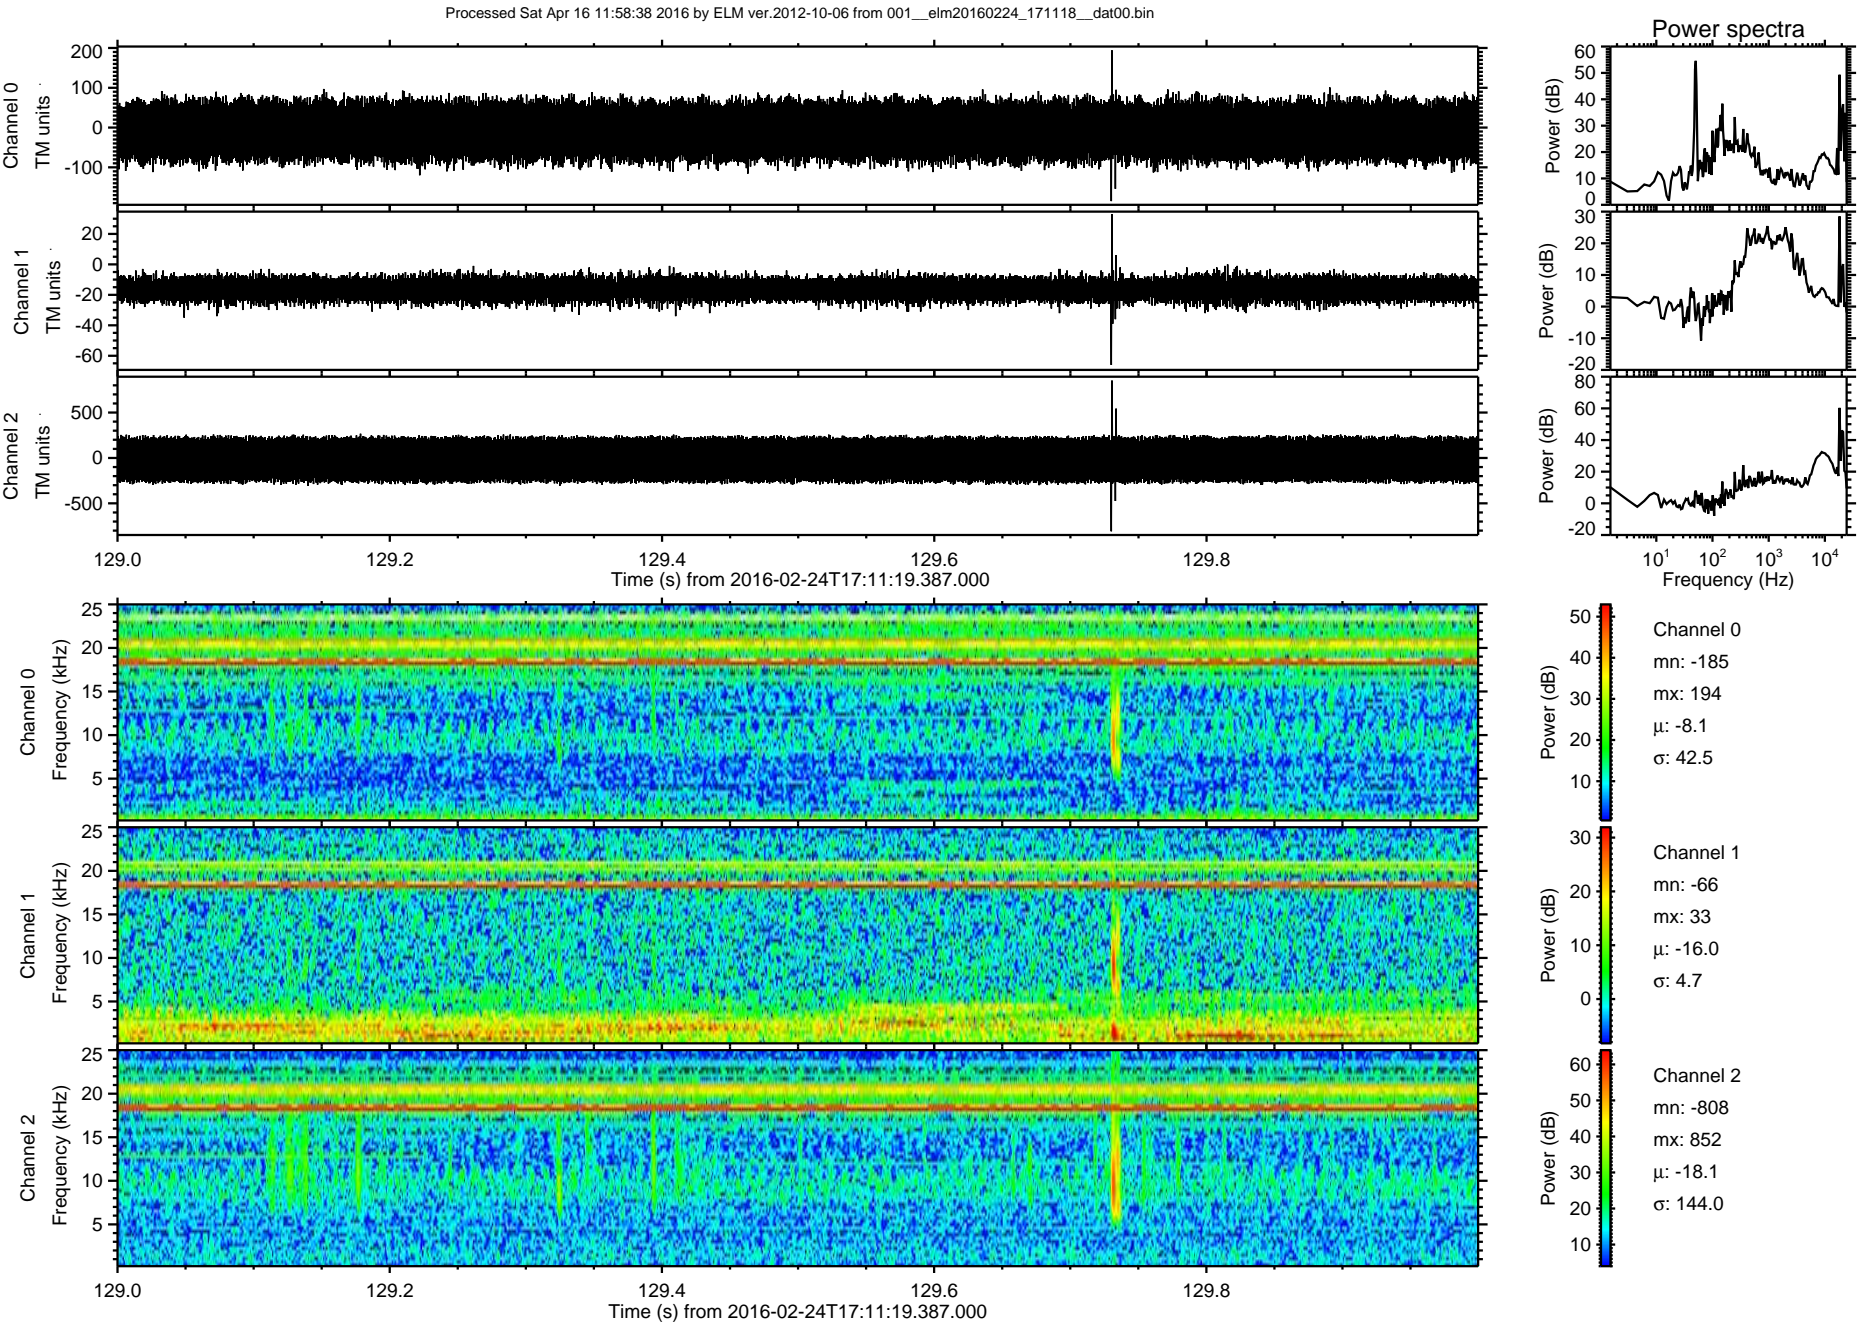 Processed Sat Apr 16 11:58:38 2016 by ELM ver.2012-10-06 from 001__elm20160224_171118__dat00.bin
Power spectra
Channel 0
TM units
200
100
0
-100
Power (dB)
60
50
40
30
20
10
0
Channel 1
TM units
20
0
-20
-40
-60
Power (dB)
30
20
10
0
-10
-20
Channel 2
TM units
500
0
-500
Power (dB)
80
60
40
20
0
-20
129.0
129.2
129.4
129.6
129.8
Time (s) from 2016-02-24T17:11:19.387.000
10¹
10²
10³
10⁴
Frequency (Hz)
Channel 0
Frequency (kHz)
25
20
15
10
5
Power (dB)
50
40
30
20
10
Channel 0
mn: -185
mx: 194
μ: -8.1
σ: 42.5
Channel 1
Frequency (kHz)
25
20
15
10
5
Power (dB)
30
20
10
0
Channel 1
mn: -66
mx: 33
μ: -16.0
σ: 4.7
Channel 2
Frequency (kHz)
25
20
15
10
5
Power (dB)
60
50
40
30
20
10
Channel 2
mn: -808
mx: 852
μ: -18.1
σ: 144.0
129.0
129.2
129.4
129.6
129.8
Time (s) from 2016-02-24T17:11:19.387.000